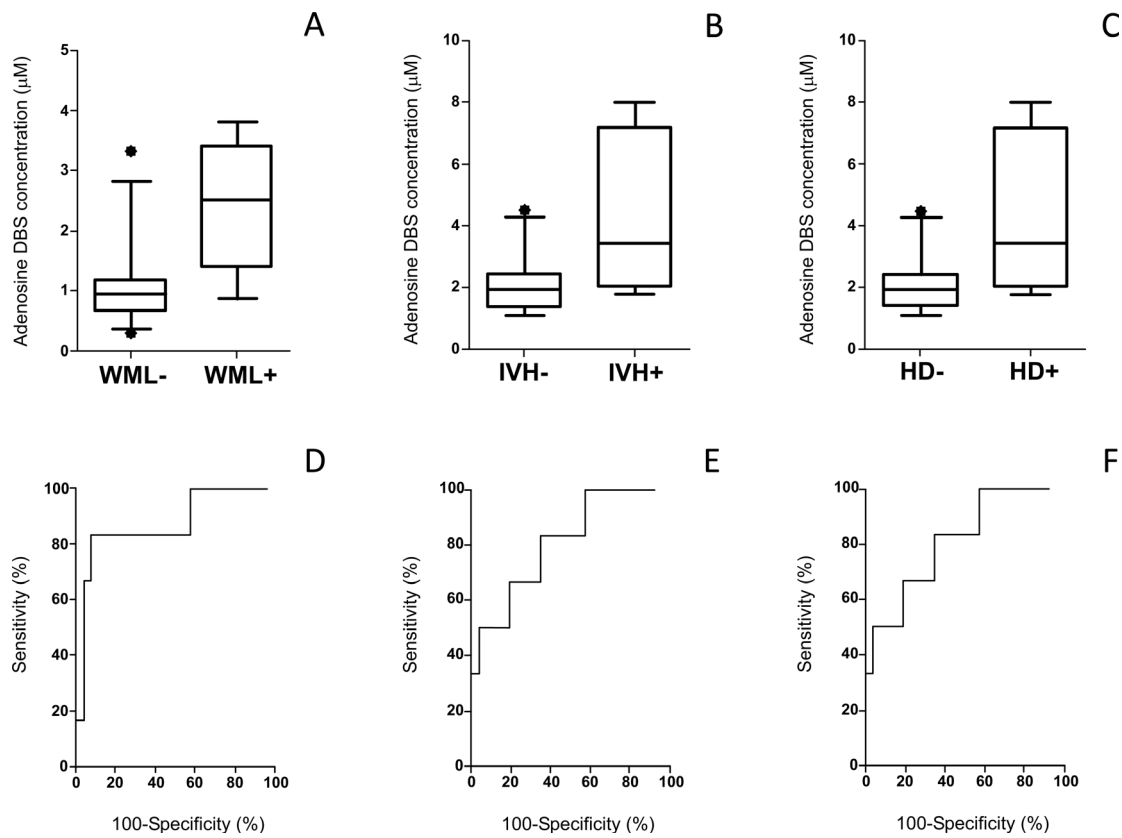 A
Adenosine DBS concentration (μM)
5
4
3
2
1
0
WML- WML+
B
Adenosine DBS concentration (μM)
10
8
6
4
2
0
IVH- IVH+
C
Adenosine DBS concentration (μM)
10
8
6
4
2
0
HD- HD+
D
Sensitivity (%)
100
80
60
40
20
0
0 20 40 60 80 100
100-Specificity (%)
E
Sensitivity (%)
100
80
60
40
20
0
0 20 40 60 80 100
100-Specificity (%)
F
Sensitivity (%)
100
80
60
40
20
0
0 20 40 60 80 100
100-Specificity (%)